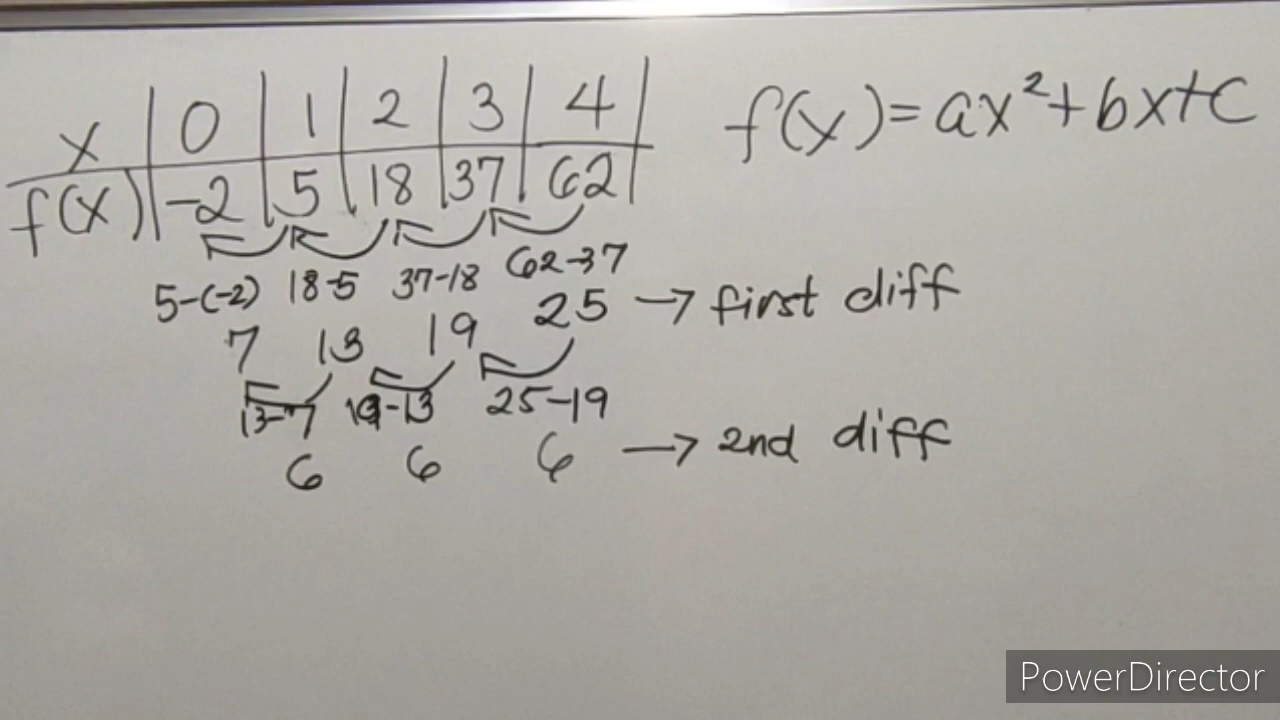 x | 0 | 1 | 2 | 3 | 4 |
f(x) | -2 | 5 | 18 | 37 | 62 |
f(x) = ax² + bx + c
5-(-2) 18-5 37-18 62-37
7 13 19 25 → first diff
13-7 19-13 25-19
6 6 6 → 2nd diff
PowerDirector